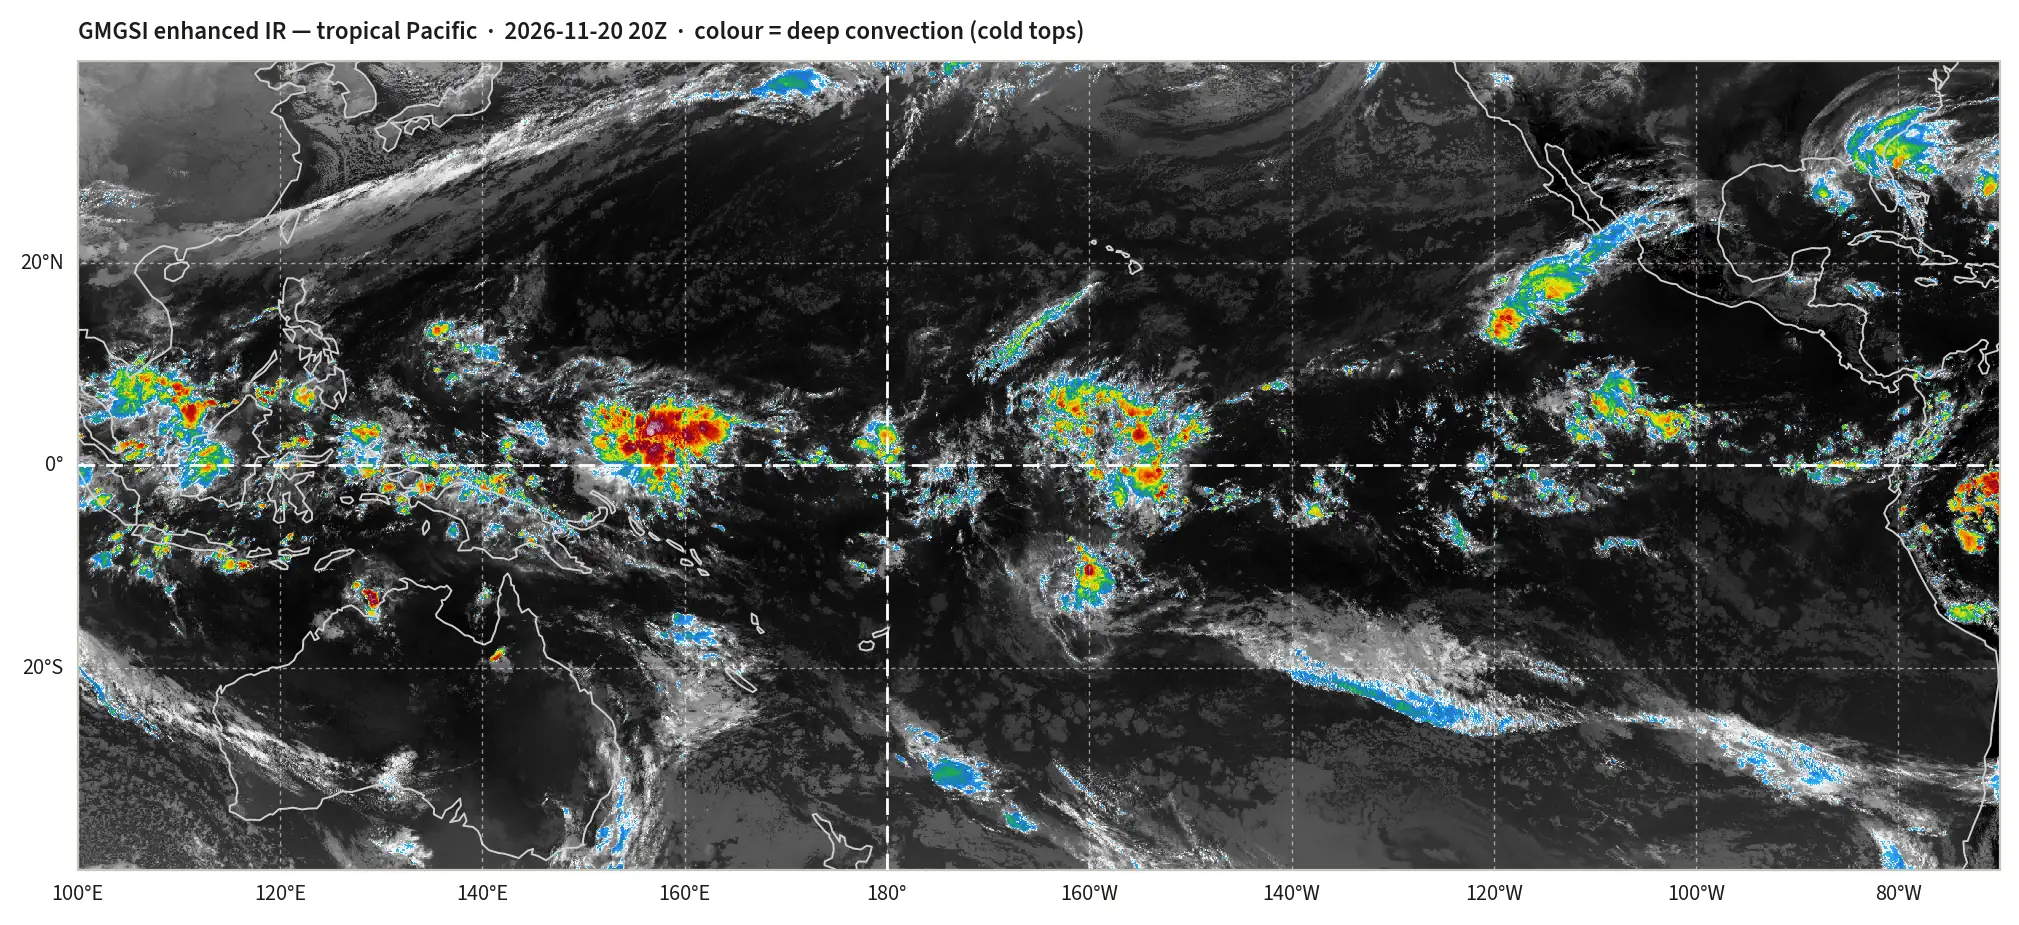 GMGSI enhanced IR — tropical Pacific · 2026-11-20 20Z · colour = deep convection (cold tops)
20°N
0°
20°S
100°E 120°E 140°E 160°E 180° 160°W 140°W 120°W 100°W 80°W